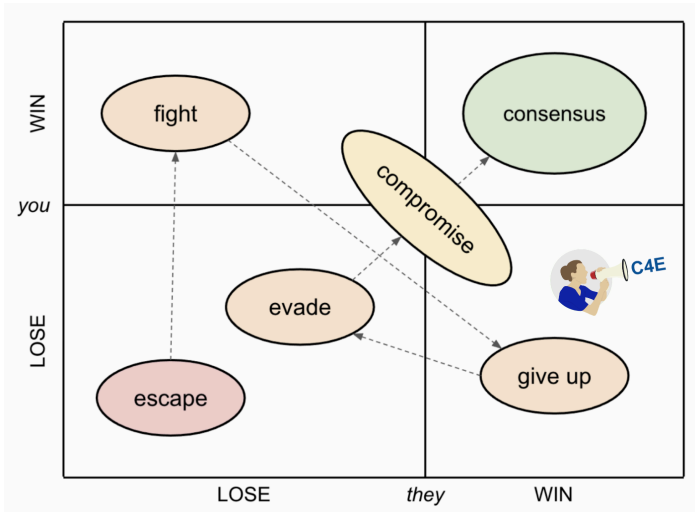 WIN
fight
consensus
compromise
you
C4E
evade
LOSE
give up
escape
LOSE
they
WIN